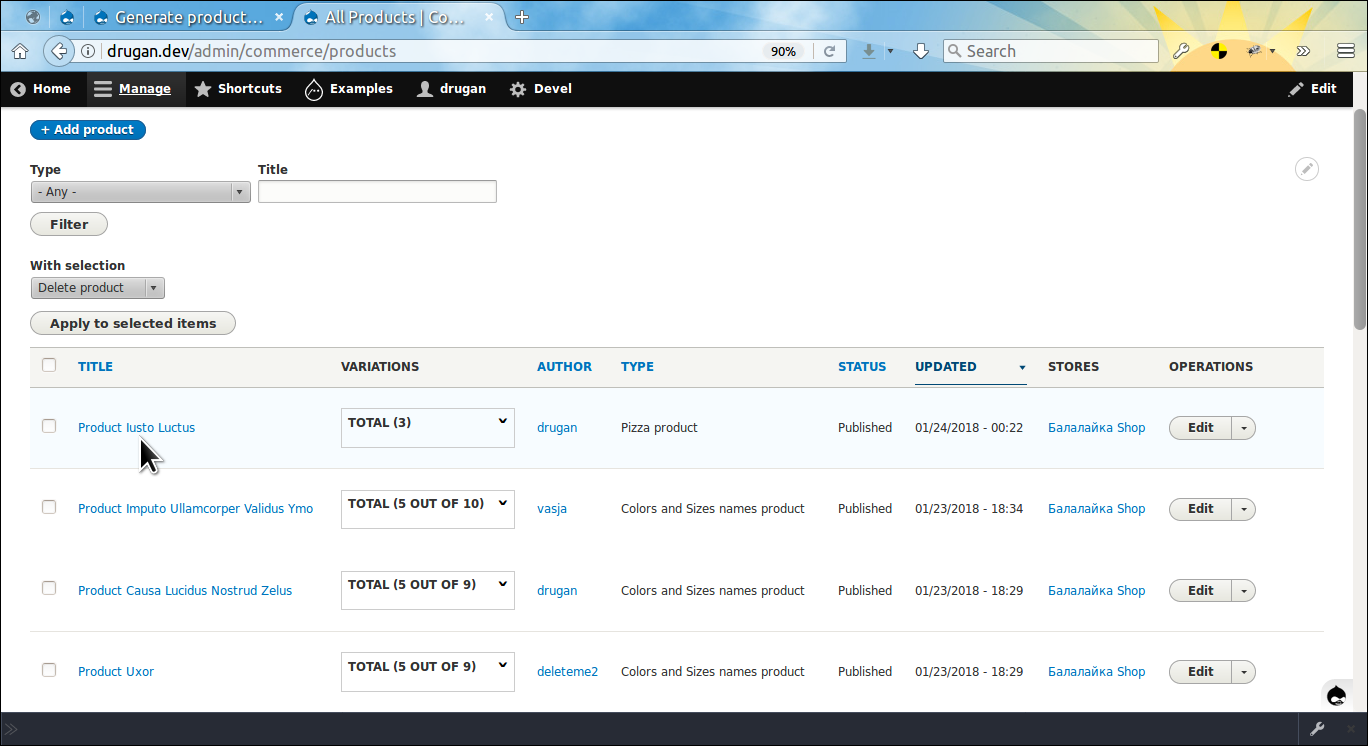 Generate product... All Products | Co...
drugan.dev/admin/commerce/products 90% Search
Home Manage Shortcuts Examples drugan Devel Edit
+ Add product
Type Title
- Any -
Filter
With selection
Delete product
Apply to selected items
TITLE VARIATIONS AUTHOR TYPE STATUS UPDATED STORES OPERATIONS
Product Iusto Luctus TOTAL (3) drugan Pizza product Published 01/24/2018 - 00:22 Балалайка Shop Edit
Product Imputo Ullamcorper Validus Ymo TOTAL (5 OUT OF 10) vasja Colors and Sizes names product Published 01/23/2018 - 18:34 Балалайка Shop Edit
Product Causa Lucidus Nostrud Zelus TOTAL (5 OUT OF 9) drugan Colors and Sizes names product Published 01/23/2018 - 18:29 Балалайка Shop Edit
Product Uxor TOTAL (5 OUT OF 9) deleteme2 Colors and Sizes names product Published 01/23/2018 - 18:29 Балалайка Shop Edit